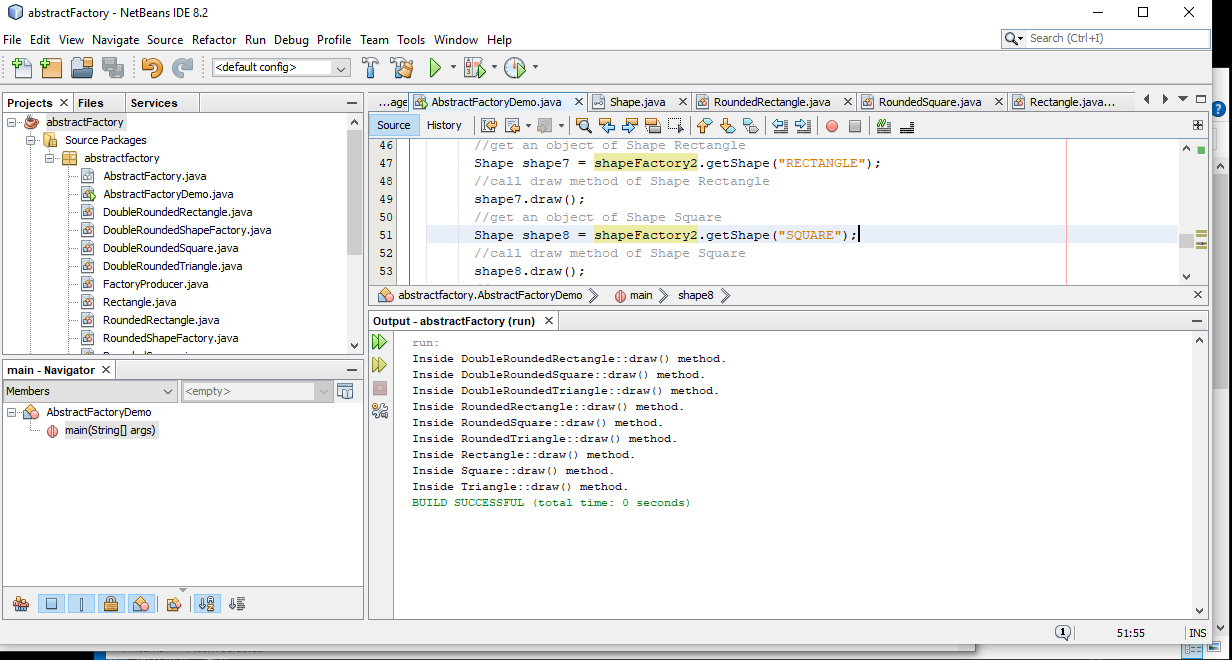 abstractFactory - NetBeans IDE 8.2
File Edit View Navigate Source Refactor Run Debug Profile Team Tools Window Help
Search (Ctrl+I)
<default config>
Projects Files Services
abstractFactory
Source Packages
abstractfactory
AbstractFactory.java
AbstractFactoryDemo.java
DoubleRoundedRectangle.java
DoubleRoundedShapeFactory.java
DoubleRoundedSquare.java
DoubleRoundedTriangle.java
FactoryProducer.java
Rectangle.java
RoundedRectangle.java
RoundedShapeFactory.java
main - Navigator
Members
<empty>
AbstractFactoryDemo
main(String[] args)
...age AbstractFactoryDemo.java Shape.java RoundedRectangle.java RoundedSquare.java Rectangle.java...
Source History
46 //get an object of Shape Rectangle
47 Shape shape7 = shapeFactory2.getShape("RECTANGLE");
48 //call draw method of Shape Rectangle
49 shape7.draw();
50 //get an object of Shape Square
51 Shape shape8 = shapeFactory2.getShape("SQUARE");
52 //call draw method of Shape Square
53 shape8.draw();
abstractfactory.AbstractFactoryDemo main shape8
Output - abstractFactory (run)
run:
Inside DoubleRoundedRectangle::draw() method.
Inside DoubleRoundedSquare::draw() method.
Inside DoubleRoundedTriangle::draw() method.
Inside RoundedRectangle::draw() method.
Inside RoundedSquare::draw() method.
Inside RoundedTriangle::draw() method.
Inside Rectangle::draw() method.
Inside Square::draw() method.
Inside Triangle::draw() method.
BUILD SUCCESSFUL (total time: 0 seconds)
1
51:55
INS